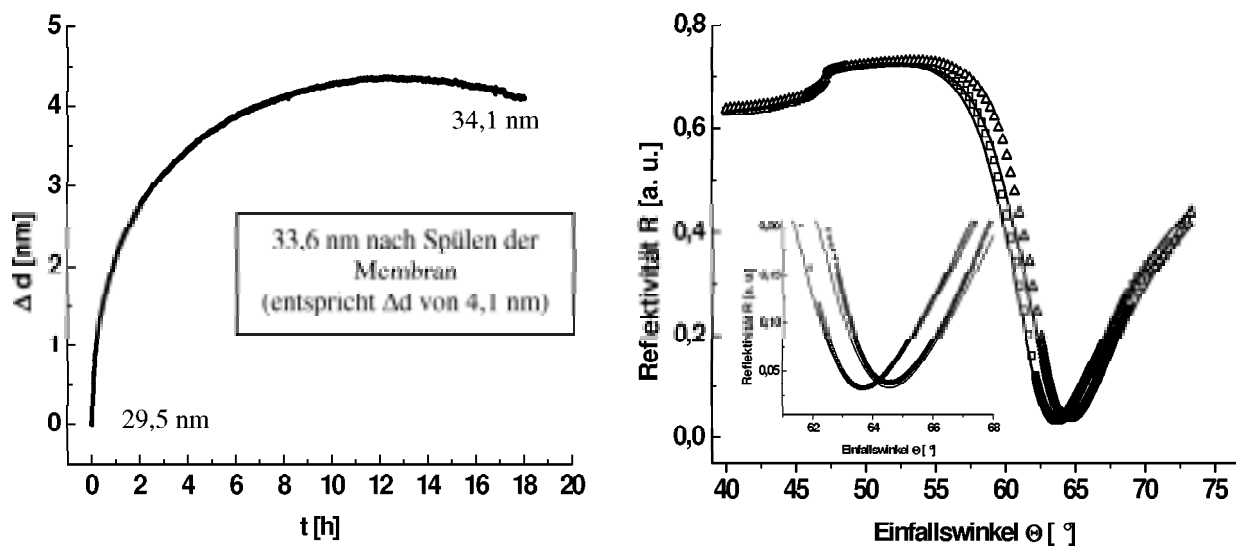 5
4
3
2
1
0
Δ d [nm]
34,1 nm
33,6 nm nach Spülen der
Membran
(entspricht Δd von 4,1 nm)
29,5 nm
0 2 4 6 8 10 12 14 16 18 20
t [h]
0,8
0,6
0,4
0,2
0,0
Reflektivität R [a. u.]
0,15
0,10
0,05
Reflektivität R [a. u]
62 64 66 68
Einfallswinkel Θ [ °]
40 45 50 55 60 65 70 75
Einfallswinkel Θ [ °]